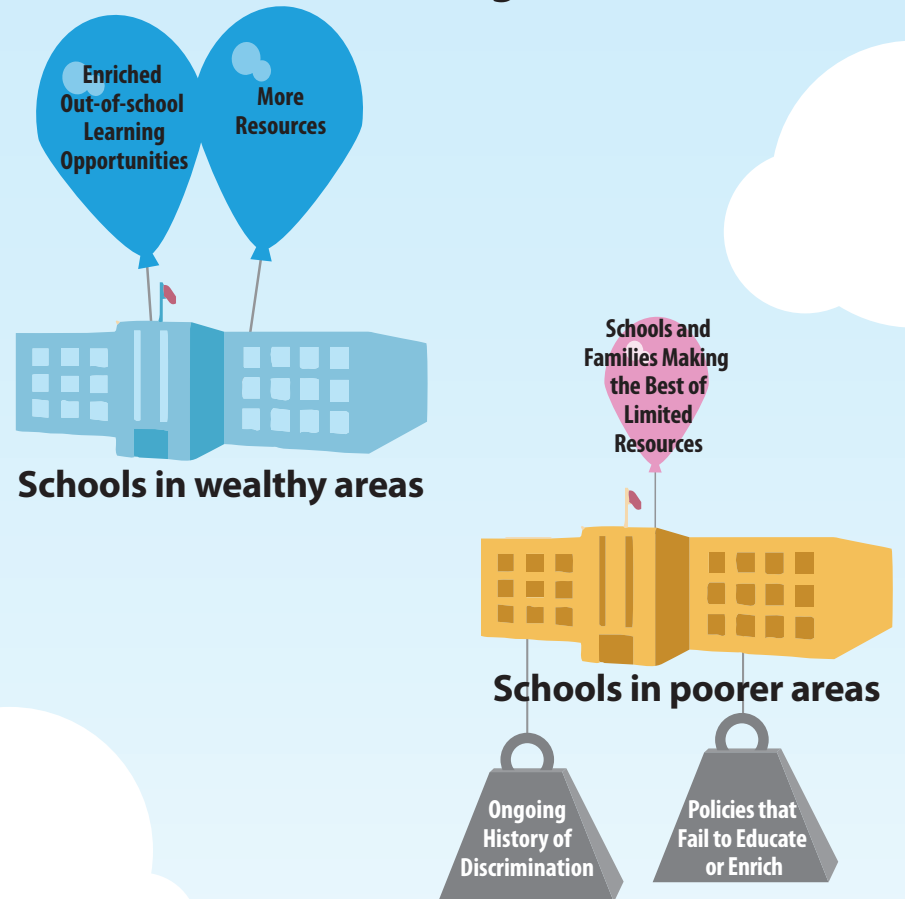 Enriched
Out-of-school
Learning
Opportunities
More
Resources
Schools in wealthy areas
Schools and
Families Making
the Best of
Limited
Resources
Schools in poorer areas
Ongoing
History of
Discrimination
Policies that
Fail to Educate
or Enrich